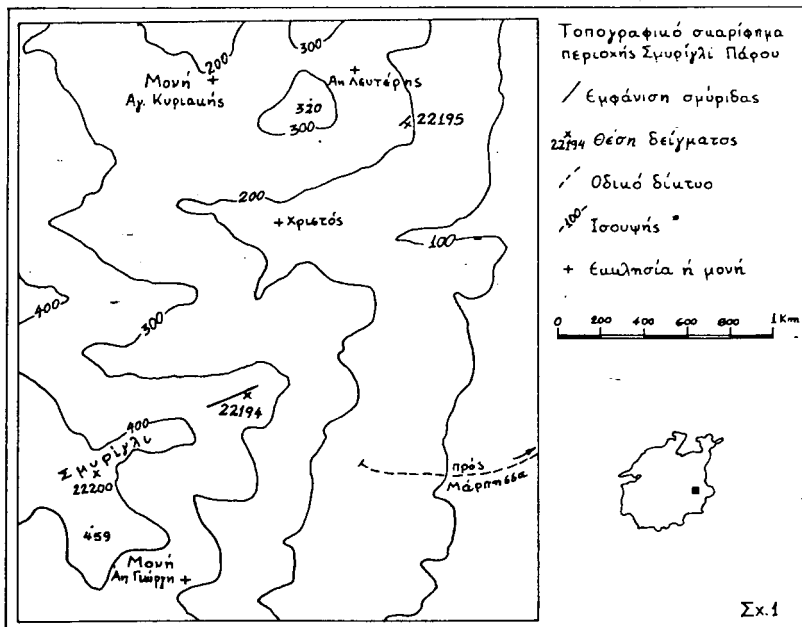 200
300
Μονή
Αγ. Κυριακής
Αη Λευτέρης
320
300
22195
200
Χριστός
100
400
300
22194
400
Σμυρίγλι
22200
459
Μονή
Αη Γιώργη
πρός
Μάρπησσα
Τοπογραφικό σκαρίφημα
περιοχής Σμυρίγλι Πάρου
Εμφάνιση σμύριδας
22194 Θέση δείγματος
Οδικό δίκτυο
-100- Ισουψής
+ Εκκλησία ή μονή
0 200 400 600 800 1Km
Σχ.1